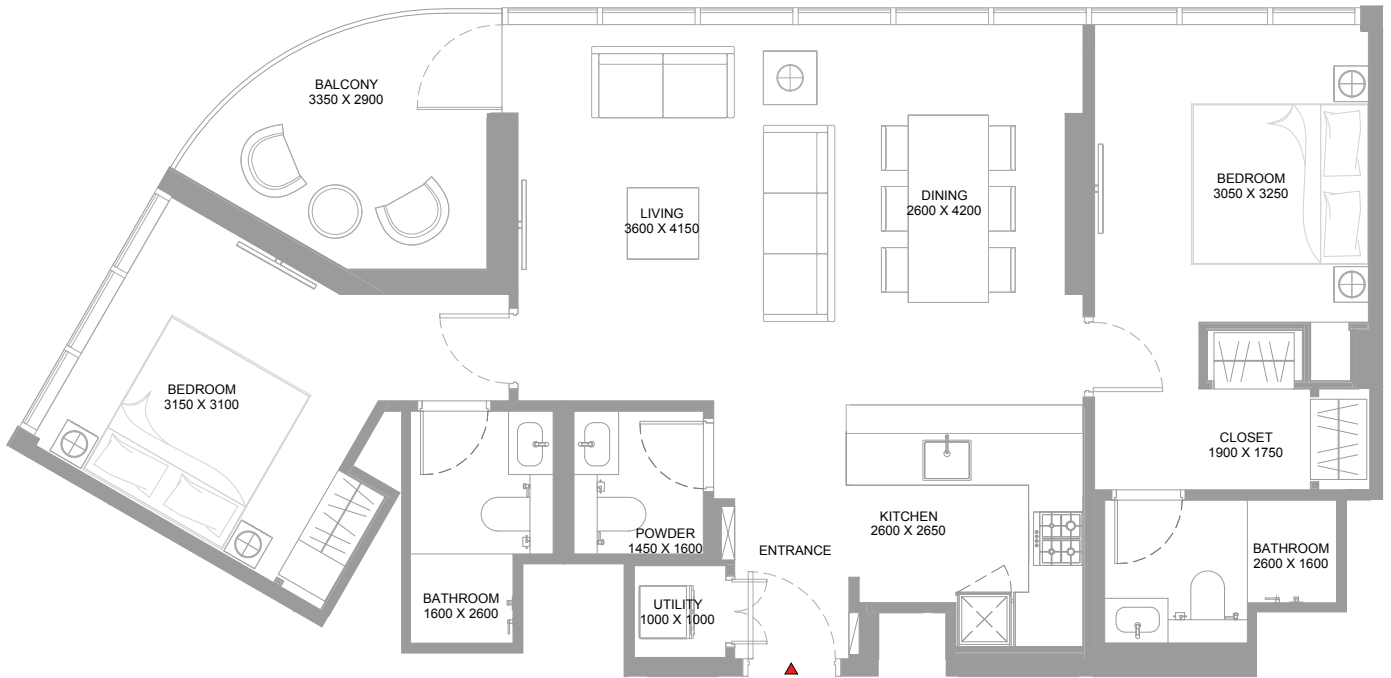 BALCONY
3350 X 2900
LIVING
3600 X 4150
DINING
2600 X 4200
BEDROOM
3050 X 3250
BEDROOM
3150 X 3100
CLOSET
1900 X 1750
KITCHEN
2600 X 2650
POWDER
1450 X 1600
ENTRANCE
BATHROOM
2600 X 1600
BATHROOM
1600 X 2600
UTILITY
1000 X 1000